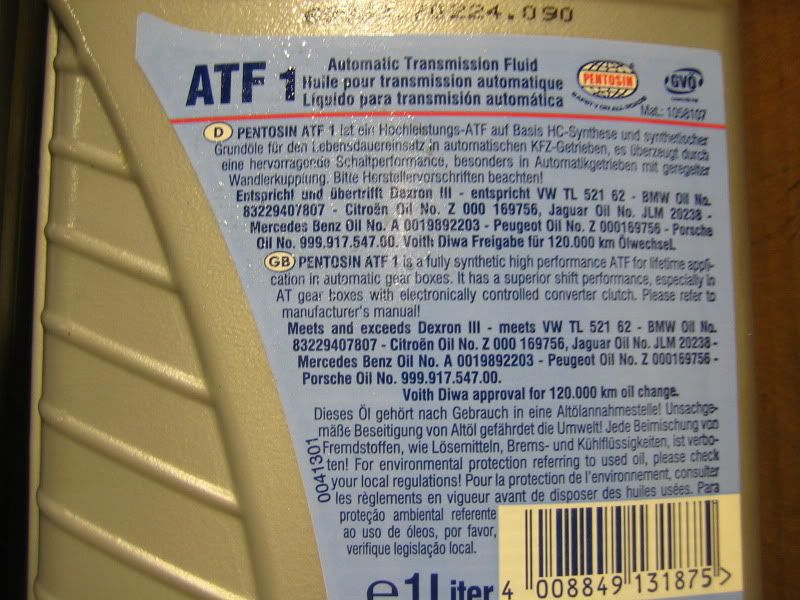 .0224.090
ATF 1
Automatic Transmission Fluid
Huile pour transmission automatique
Líquido para transmisión automática
PENTOSIN
GVÖ
Mat.: 1058107
D PENTOSIN ATF 1 ist ein Hochleistungs-ATF auf Basis HC-Synthese und synthetischer
Grundöle für den Lebensdauereinsatz in automatischen KFZ-Getrieben, es überzeugt durch
eine hervorragende Schaltperformance, besonders in Automatikgetrieben mit geregelter
Wandlerkupplung. Bitte Herstellervorschriften beachten!
Entspricht und übertrifft Dexron III - entspricht VW TL 521 62 - BMW Oil No.
83229407807 - Citroën Oil No. Z 000 169756, Jaguar Oil No. JLM 20238 -
Mercedes Benz Oil No. A 0019892203 - Peugeot Oil No. Z 000169756 - Porsche
Oil No. 999.917.547.00. Voith Diwa Freigabe für 120.000 km Ölwechsel.
GB PENTOSIN ATF 1 is a fully synthetic high performance ATF for lifetime appli-
cation in automatic gear boxes. It has a superior shift performance, especially in
AT gear boxes with electronically controlled converter clutch. Please refer to
manufacturer's manual!
Meets and exceeds Dexron III - meets VW TL 521 62 - BMW Oil No.
83229407807 - Citroën Oil No. Z 000 169756, Jaguar Oil No. JLM 20238 -
Mercedes Benz Oil No. A 0019892203 - Peugeot Oil No. Z 000169756 -
Porsche Oil No. 999.917.547.00.
Voith Diwa approval for 120.000 km oil change.
Dieses Öl gehört nach Gebrauch in eine Altölannahmestelle! Unsachge-
mäße Beseitigung von Altöl gefährdet die Umwelt! Jede Beimischung von
Fremdstoffen, wie Lösemitteln, Brems- und Kühlflüssigkeiten, ist verbo-
ten! For environmental protection referring to used oil, please check
your local regulations! Pour la protection de l'environnement, consulter
les règlements en vigueur avant de disposer des huiles usées. Para
proteção ambiental referente
ao uso de óleos, por favor,
verifique legislação local.
0041301
e 1 Liter
4 008849 131875 >